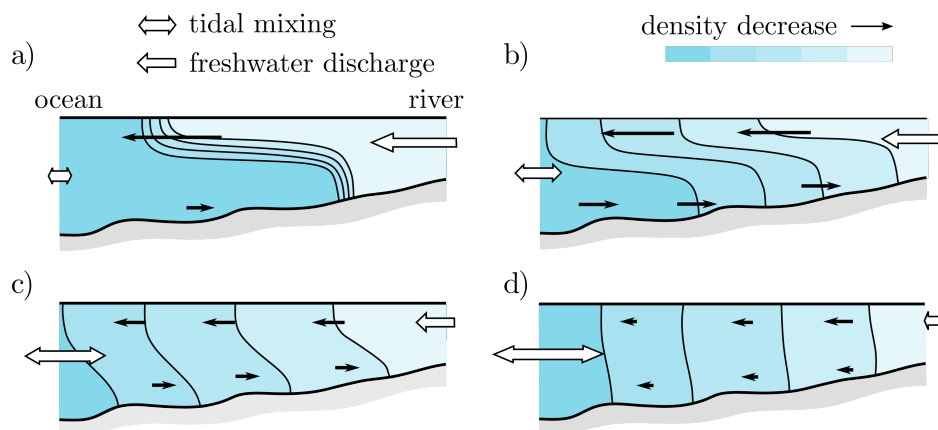 tidal mixing
density decrease
a)
freshwater discharge
b)
ocean
river
c)
d)